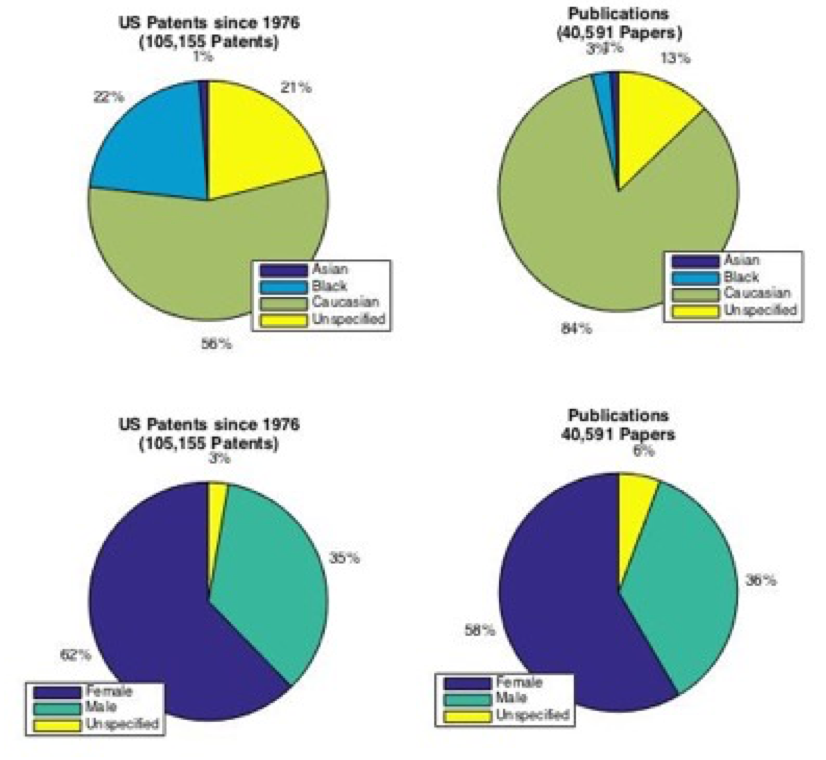 US Patents since 1976
(105,155 Patents)
1%
21%
22%
56%
Asian
Black
Caucasian
Unspecified
Publications
(40,591 Papers)
3%
1%
13%
84%
Asian
Black
Caucasian
Unspecified
US Patents since 1976
(105,155 Patents)
3%
35%
62%
Female
Male
Unspecified
Publications
40,591 Papers
6%
36%
58%
Female
Male
Unspecified